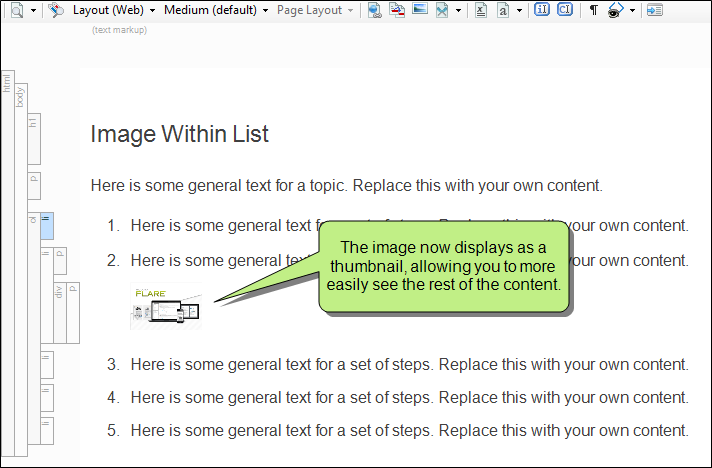 Layout (Web) Medium (default) Page Layout
(text markup)
html
body
h1
Image Within List
p
Here is some general text for a topic. Replace this with your own content.
ol
li
1. Here is some general text f
your own content.
li
p
2. Here is some general tex
your own content.
The image now displays as a
thumbnail, allowing you to more
easily see the rest of the content.
div
p
FLARE
li
3. Here is some general text for a set of steps. Replace this with your own content.
li
4. Here is some general text for a set of steps. Replace this with your own content.
li
5. Here is some general text for a set of steps. Replace this with your own content.